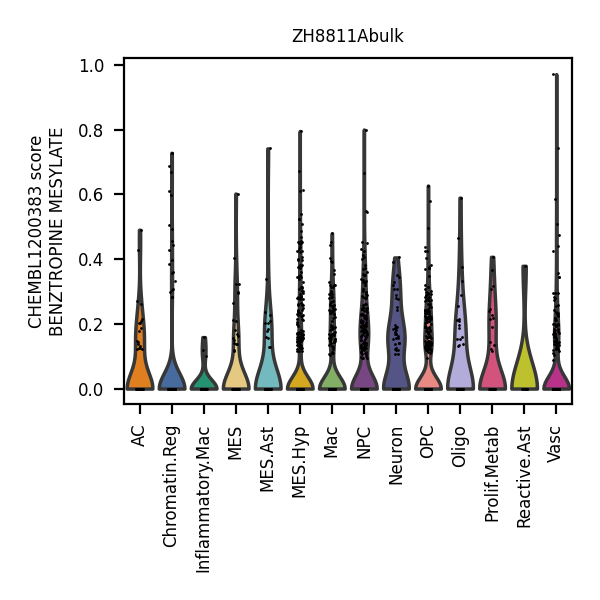 ZH8811Abulk
CHEMBL1200383 score
BENZTROPINE MESYLATE
1.0
0.8
0.6
0.4
0.2
0.0
AC
Chromatin.Reg
Inflammatory.Mac
MES
MES.Ast
MES.Hyp
Mac
NPC
Neuron
OPC
Oligo
Prolif.Metab
Reactive.Ast
Vasc